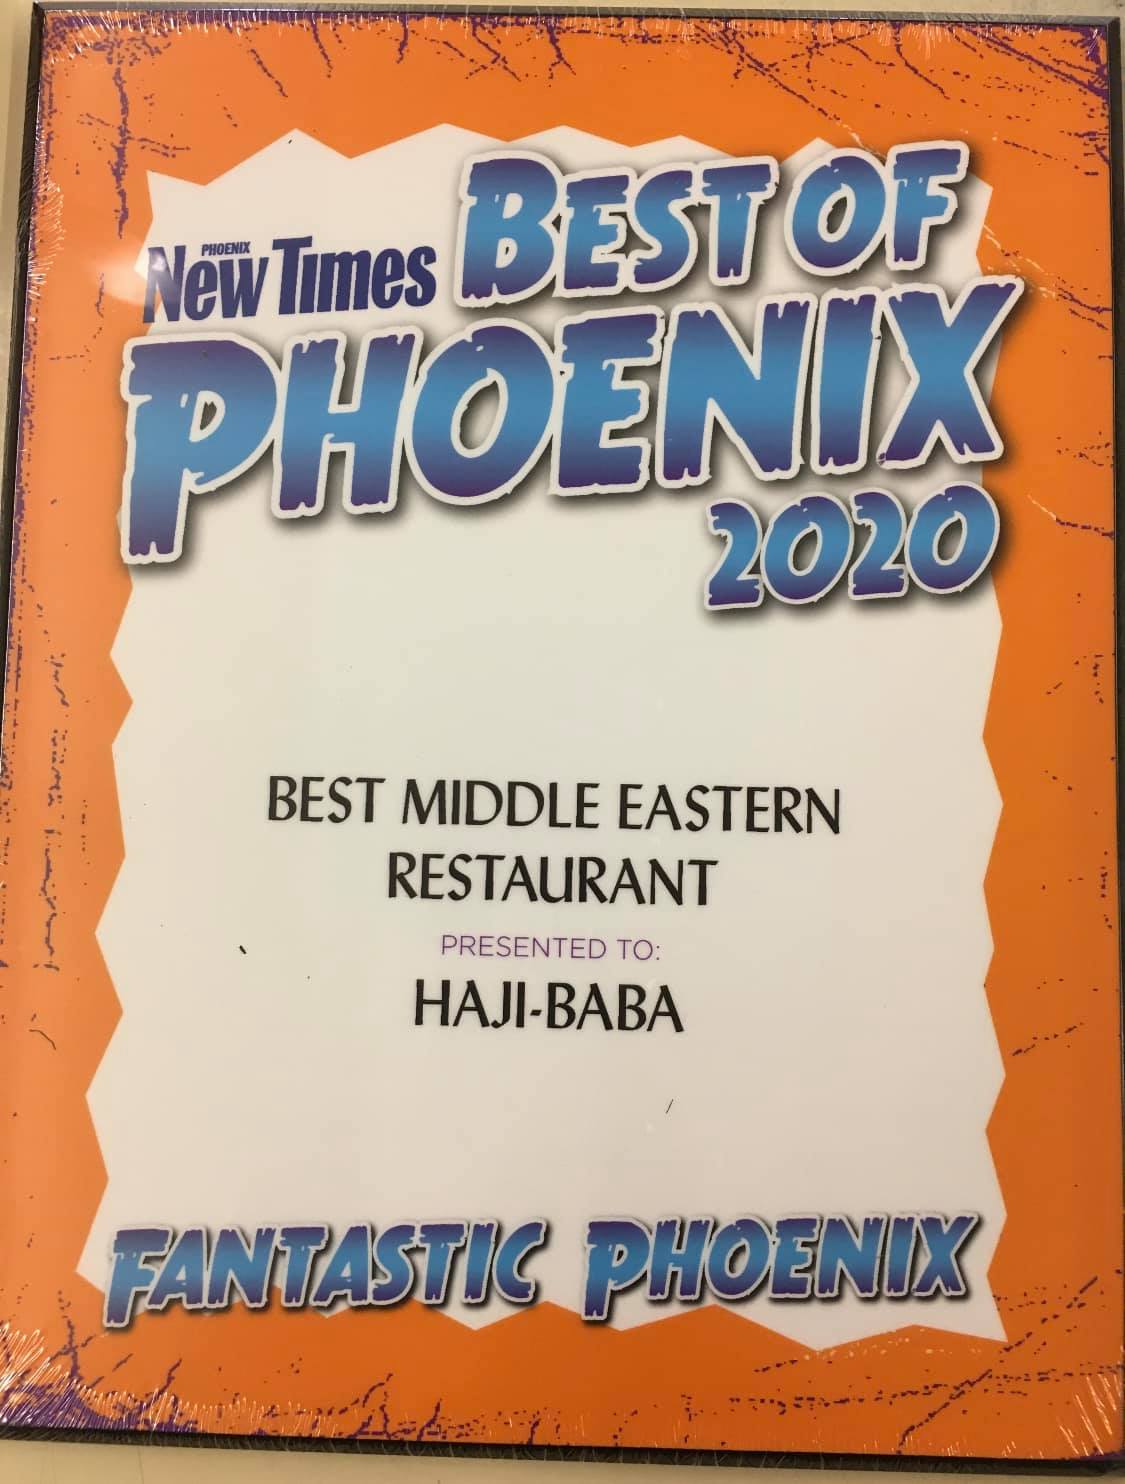 BEST OF
PHOENIX
New Times
PHOENIX
2020
BEST MIDDLE EASTERN
RESTAURANT
PRESENTED TO:
HAJI-BABA
FANTASTIC PHOENIX